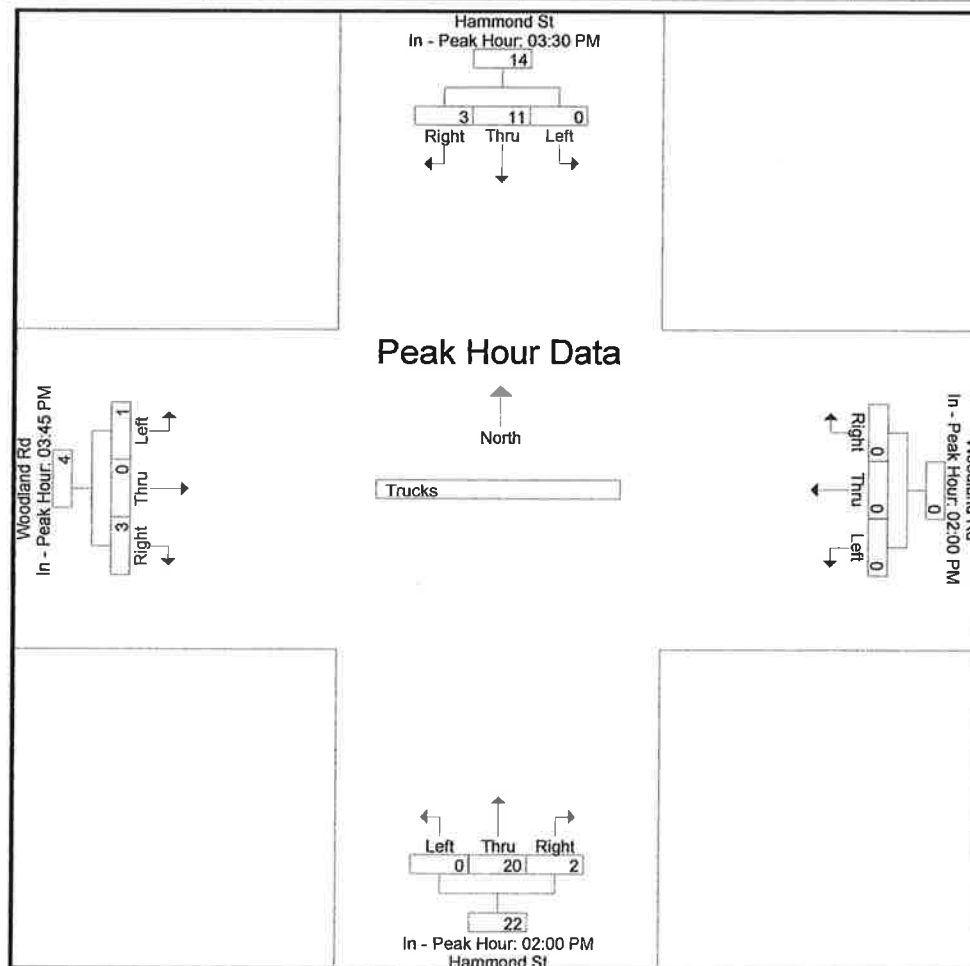 Hammond St
In - Peak Hour: 03:30 PM
14
3 11 0
Right Thru Left
Peak Hour Data
North
Trucks
Woodland Rd
In - Peak Hour: 03:45 PM
4
1 0 3
Left Thru Right
Woodland Rd
In - Peak Hour: 02:00 PM
0
0 0 0
Right Thru Left
Left Thru Right
0 20 2
22
In - Peak Hour: 02:00 PM
Hammond St